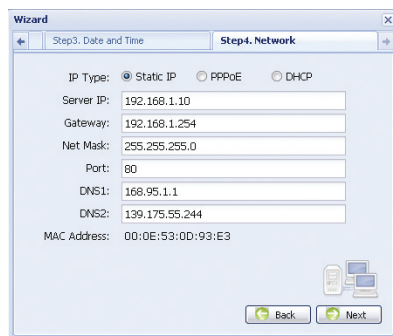 Wizard
Step3. Date and Time Step4. Network
IP Type: Static IP PPPoE DHCP
Server IP: 192.168.1.10
Gateway: 192.168.1.254
Net Mask: 255.255.255.0
Port: 80
DNS1: 168.95.1.1
DNS2: 139.175.55.244
MAC Address: 00:0E:53:0D:93:E3
Back Next